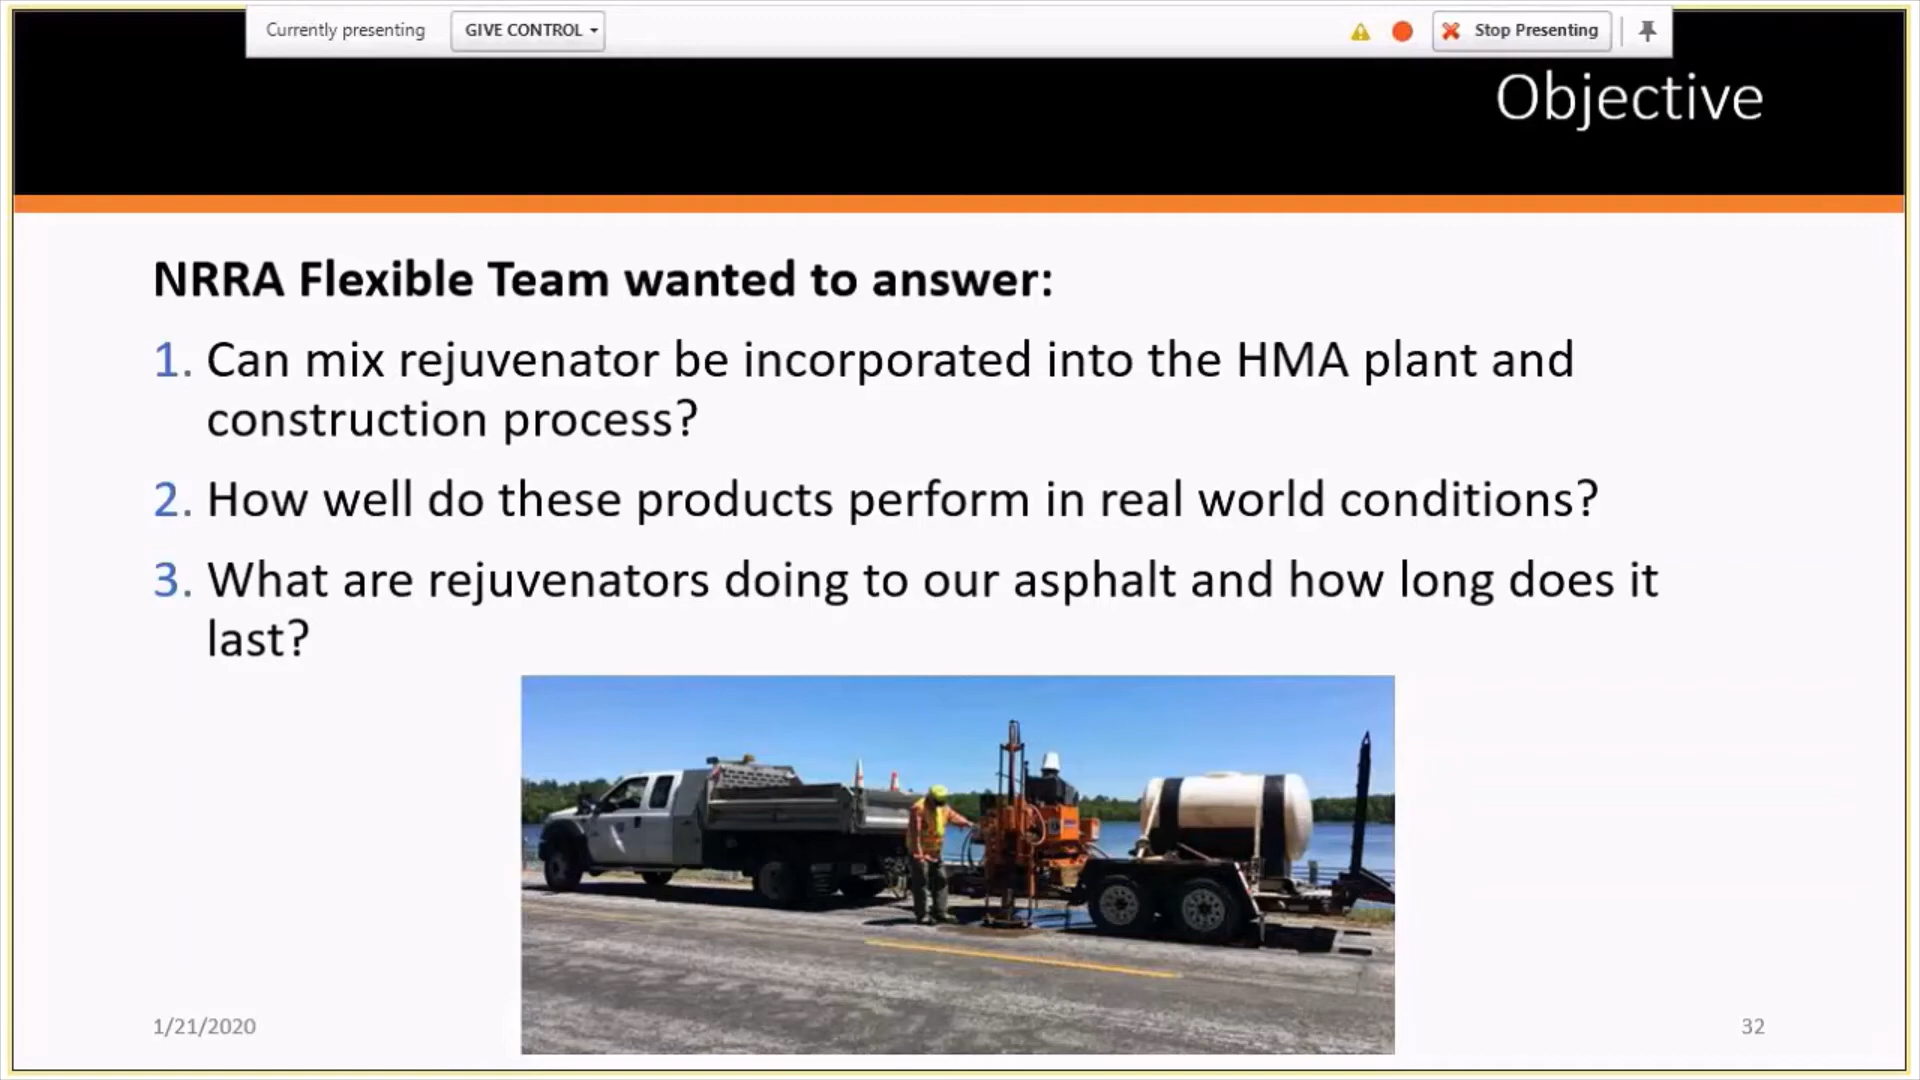 Currently presenting
GIVE CONTROL
Stop Presenting
Objective
NRRA Flexible Team wanted to answer:
1. Can mix rejuvenator be incorporated into the HMA plant and
construction process?
2. How well do these products perform in real world conditions?
3. What are rejuvenators doing to our asphalt and how long does it
last?
1/21/2020
32